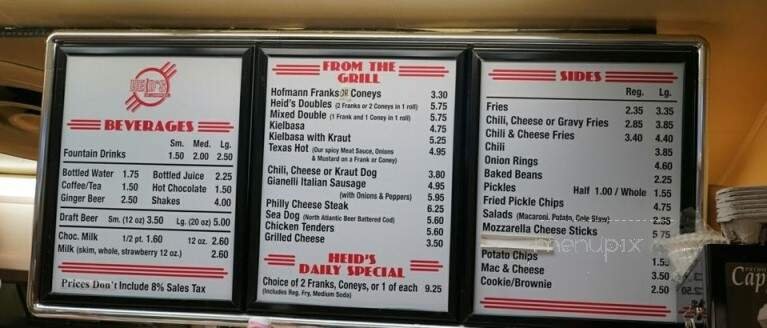 HEID'S
BEVERAGES
Sm. Med. Lg.
Fountain Drinks 1.50 2.00 2.50
Bottled Water 1.75 Bottled Juice 2.25
Coffee/Tea 1.50 Hot Chocolate 1.50
Ginger Beer 2.50 Shakes 4.00
Draft Beer Sm. (12 oz) 3.50 Lg. (20 oz) 5.00
Choc. Milk 1/2 pt. 1.60 12 oz. 2.60
Milk (skim, whole, strawberry 12 oz.) 2.60
Prices Don't Include 8% Sales Tax
FROM THE
GRILL
Hofmann Franks or Coneys 3.30
Heid's Doubles (2 Franks or 2 Coneys in 1 roll) 5.75
Mixed Double (1 Frank and 1 Coney in 1 roll) 5.75
Kielbasa 4.75
Kielbasa with Kraut 5.25
Texas Hot (Our spicy Meat Sauce, Onions 4.95
& Mustard on a Frank or Coney)
Chili, Cheese or Kraut Dog 3.80
Gianelli Italian Sausage 4.95
(with Onions & Peppers) 5.95
Philly Cheese Steak 6.25
Sea Dog (North Atlantic Beer Battered Cod) 5.60
Chicken Tenders 5.60
Grilled Cheese 3.50
HEID'S
DAILY SPECIAL
Choice of 2 Franks, Coneys, or 1 of each 9.25
(Includes Reg. Fry, Medium Soda)
SIDES
Reg. Lg.
Fries 2.35 3.35
Chili, Cheese or Gravy Fries 2.85 3.85
Chili & Cheese Fries 3.40 4.40
Chili 3.85
Onion Rings 4.60
Baked Beans 2.25
Pickles Half 1.00 / Whole 1.55
Fried Pickle Chips 4.75
Salads (Macaroni, Potato, Cole Slaw) 2.35
Mozzarella Cheese Sticks 5.75
menupix
Potato Chips 1.55
Mac & Cheese 3.50
Cookie/Brownie 2.50
Cap